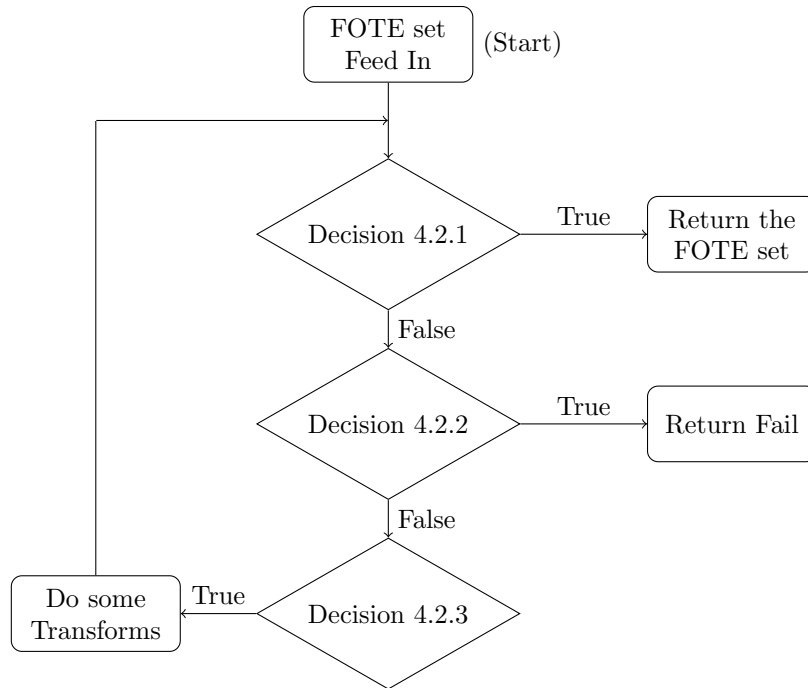 FOTE set
Feed In
(Start)
Decision 4.2.1
True
Return the
FOTE set
False
Decision 4.2.2
True
Return Fail
False
Do some
Transforms
True
Decision 4.2.3